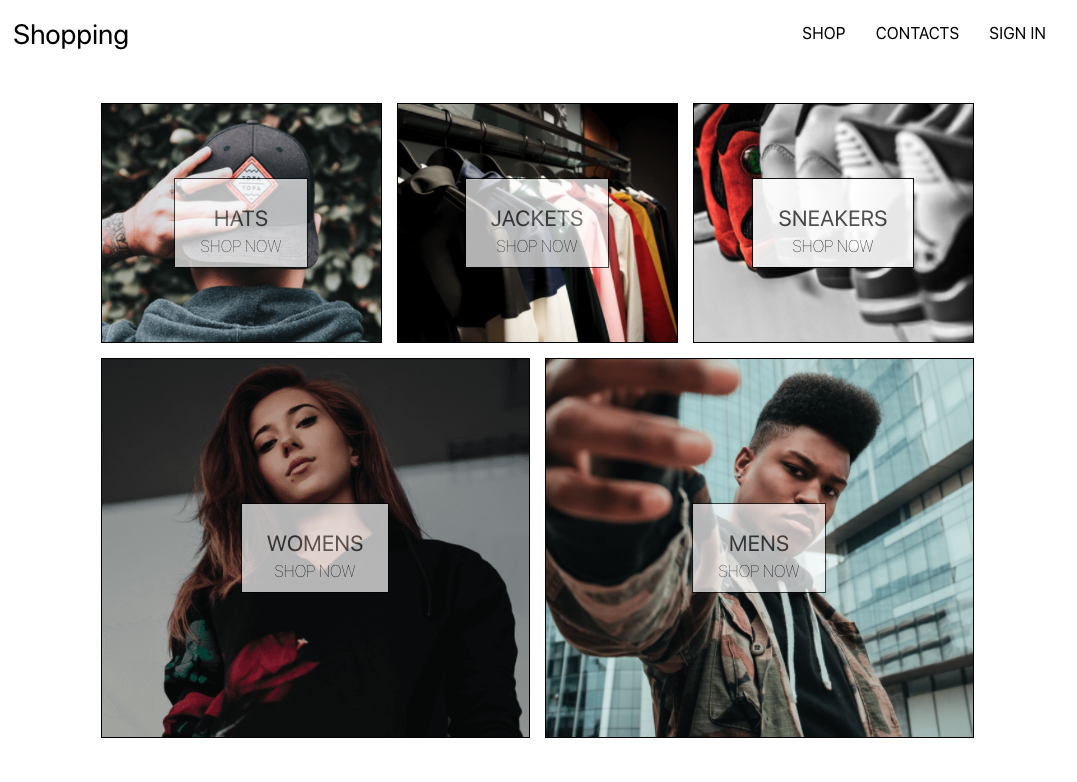 Shopping
SHOP CONTACTS SIGN IN
TOPA
HATS
SHOP NOW
JACKETS
SHOP NOW
SNEAKERS
SHOP NOW
WOMENS
SHOP NOW
MENS
SHOP NOW